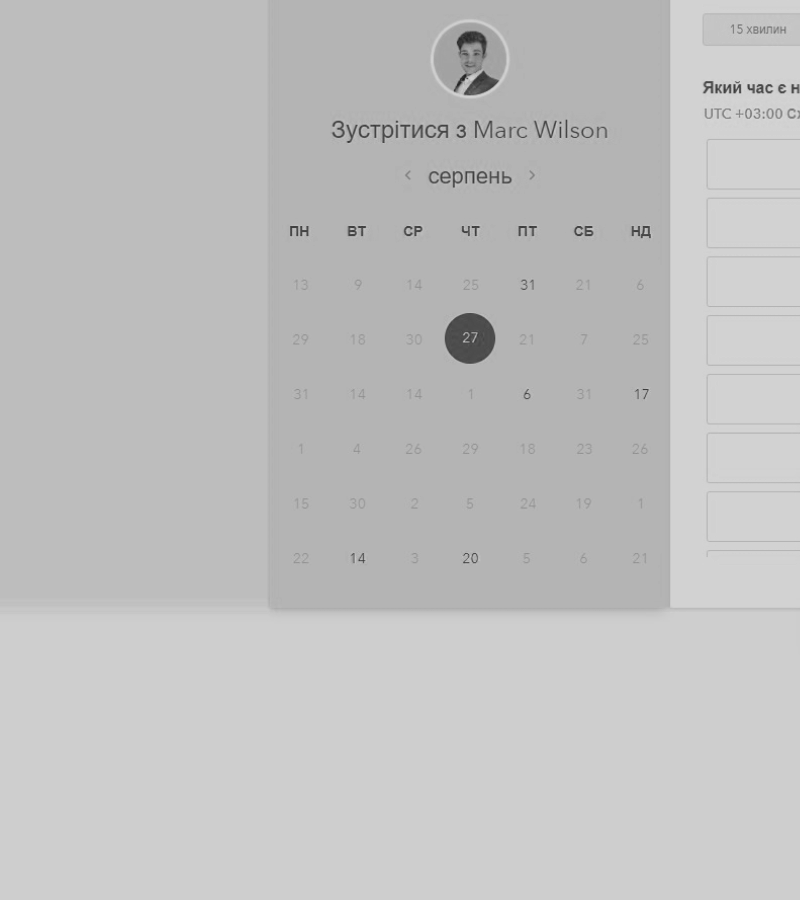 15 хвилин
Зустрітися з Marc Wilson
серпень
ПН ВТ СР ЧТ ПТ СБ НД
13 9 14 25 31 21 6
29 18 30 27 21 7 25
31 14 14 1 6 31 17
1 4 26 29 18 23 26
15 30 2 5 24 19 1
22 14 3 20 5 6 21
Який час є н
UTC +03:00 Сх